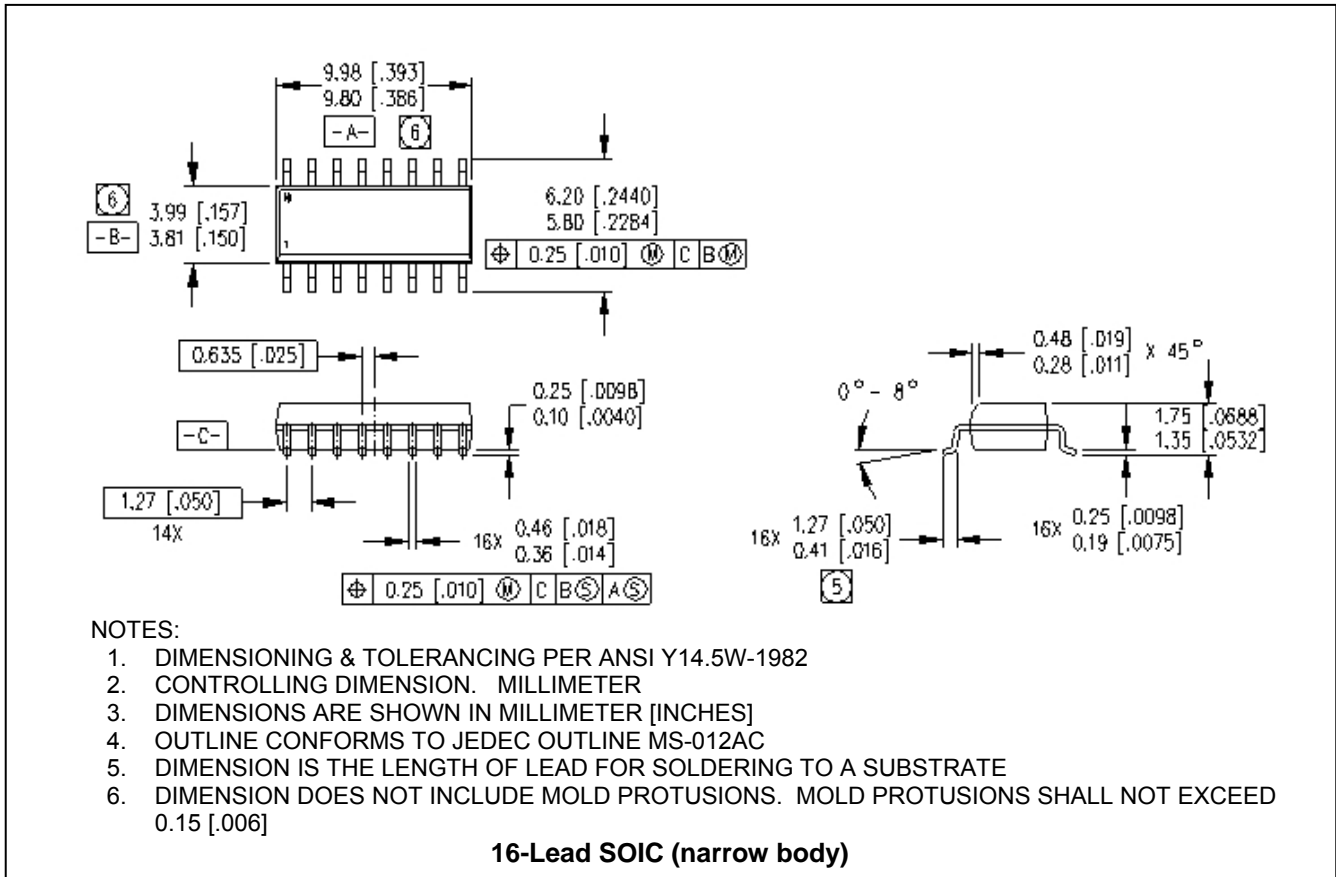 9.98 [.393]
9.80 [.386]
-A- 6
6
3.99 [.157]
-B- 3.81 [.150]
1
6.20 [.2440]
5.80 [.2284]
⌖ 0.25 [.010] Ⓜ C B Ⓜ
0.635 [.025]
0.25 [.0098
0.10 [.0040]
-C-
1.27 [.050]
14X
16X 0.46 [.018]
0.36 [.014]
⌖ 0.25 [.010] Ⓜ C B Ⓢ A Ⓢ
0.48 [.019]
0.28 [.011] X 45°
0° - 8°
1.75 [.0688
1.35 [.0532]
16X 1.27 [.050]
0.41 [.016]
5
16X 0.25 [.0098]
0.19 [.0075]
NOTES:
1. DIMENSIONING & TOLERANCING PER ANSI Y14.5W-1982
2. CONTROLLING DIMENSION. MILLIMETER
3. DIMENSIONS ARE SHOWN IN MILLIMETER [INCHES]
4. OUTLINE CONFORMS TO JEDEC OUTLINE MS-012AC
5. DIMENSION IS THE LENGTH OF LEAD FOR SOLDERING TO A SUBSTRATE
6. DIMENSION DOES NOT INCLUDE MOLD PROTUSIONS. MOLD PROTUSIONS SHALL NOT EXCEED
0.15 [.006]
16-Lead SOIC (narrow body)